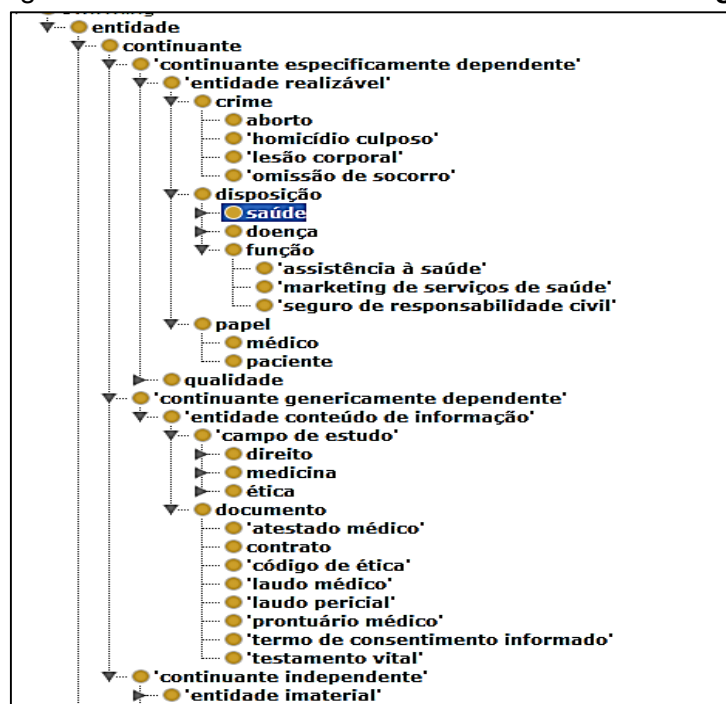 entidade
continuante
'continuante especificamente dependente'
'entidade realizável'
crime
aborto
'homicídio culposo'
'lesão corporal'
'omissão de socorro'
disposição
saúde
doença
função
'assistência à saúde'
'marketing de serviços de saúde'
'seguro de responsabilidade civil'
papel
médico
paciente
qualidade
'continuante genericamente dependente'
'entidade conteúdo de informação'
'campo de estudo'
direito
medicina
ética
documento
'atestado médico'
contrato
'código de ética'
'laudo médico'
'laudo pericial'
'prontuário médico'
'termo de consentimento informado'
'testamento vital'
'continuante independente'
'entidade imaterial'